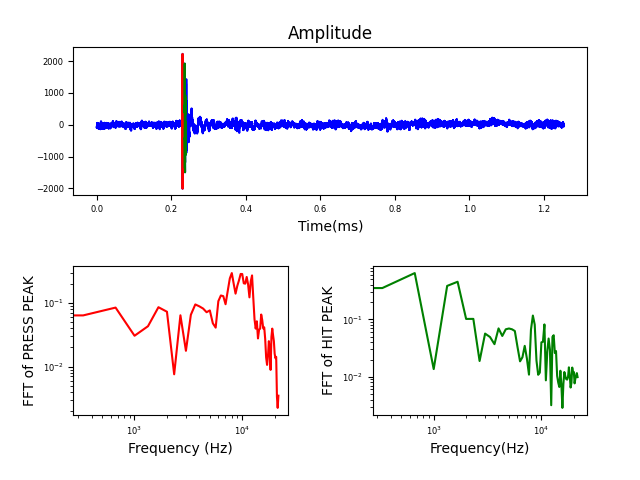 Amplitude
2000
1000
0
−1000
−2000
0.0 0.2 0.4 0.6 0.8 1.0 1.2
Time(ms)
FFT of PRESS PEAK
10⁻¹
10⁻²
10³ 10⁴
Frequency (Hz)
FFT of HIT PEAK
10⁻¹
10⁻²
10³ 10⁴
Frequency(Hz)